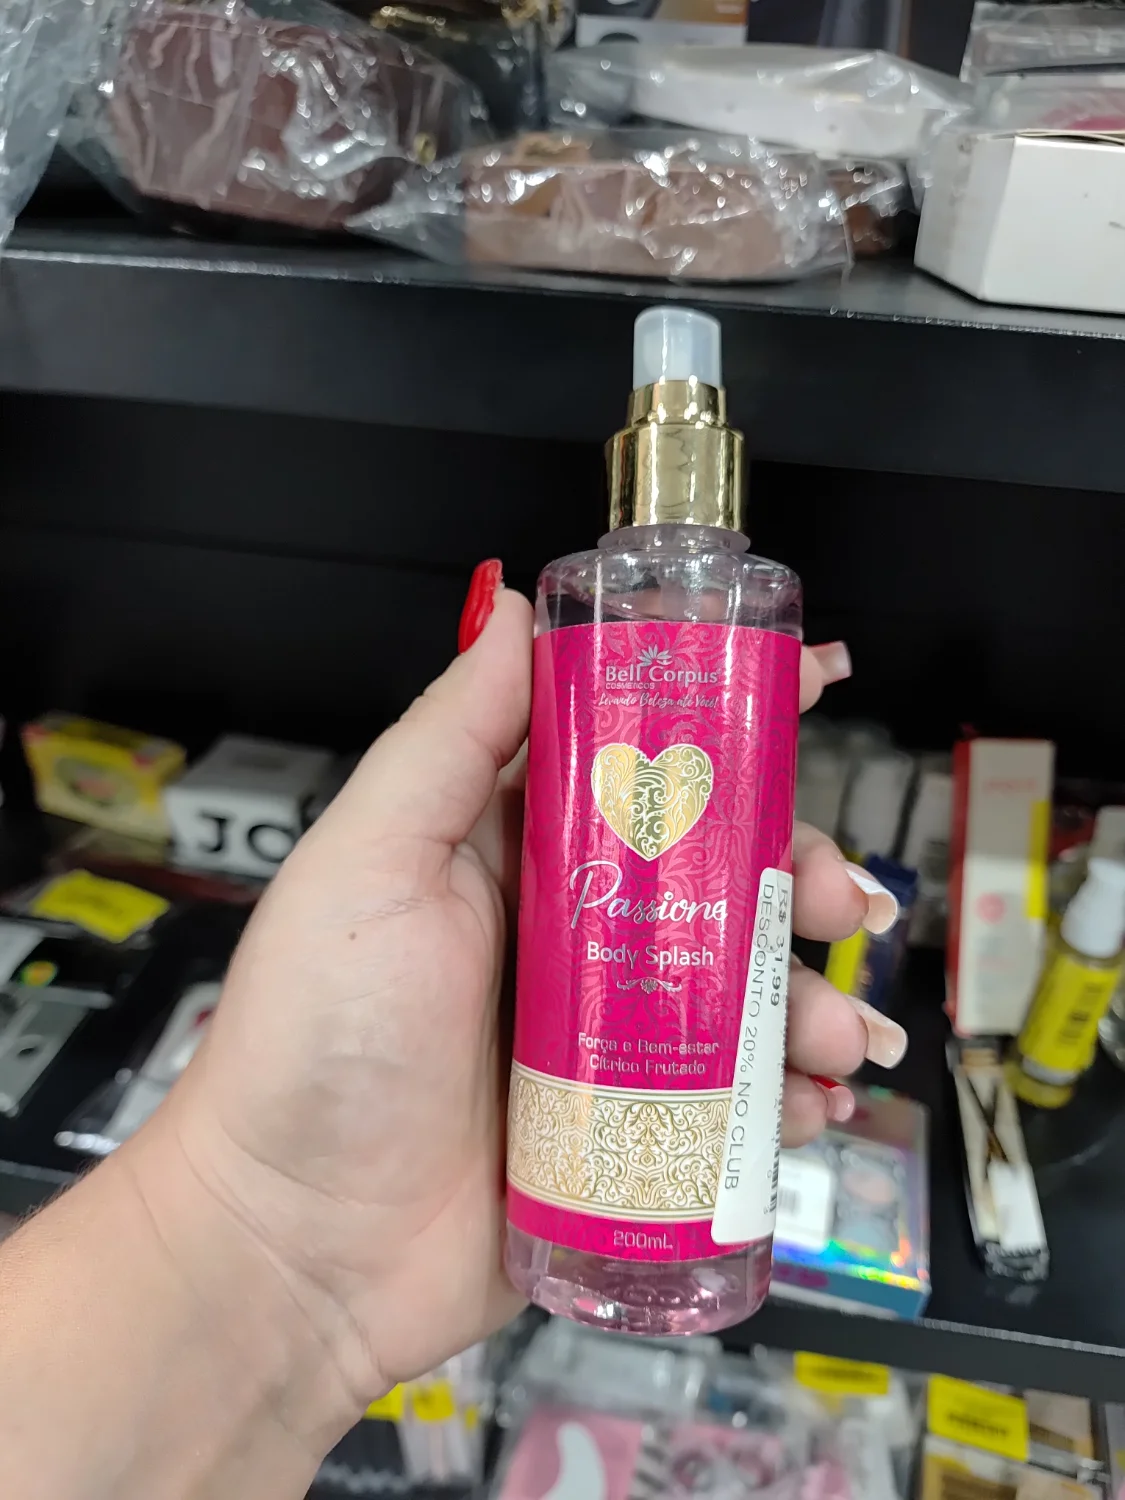 Bell Corpus
COSMÉTICOS
Levando Beleza até Você!
Passione
Body Splash
Força e Bem-estar
Cítrico Frutado
200mL
R$ 31,99
DESCONTO 20% NO CLUB
JO